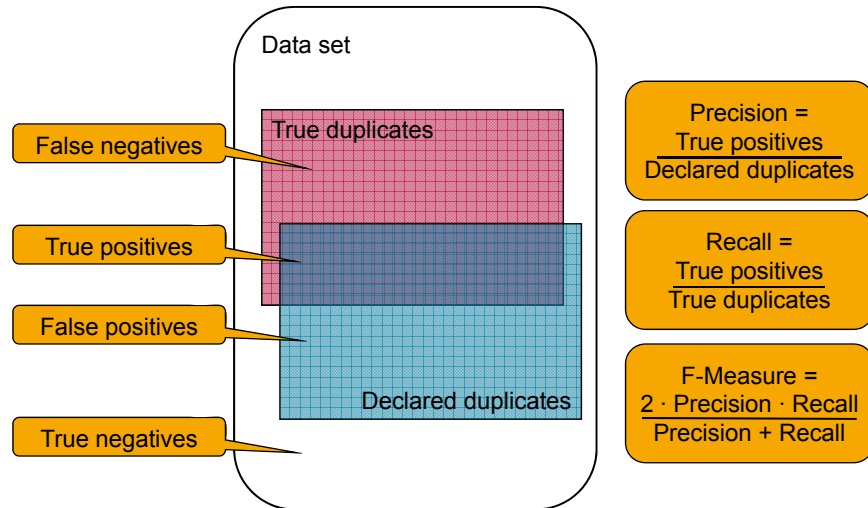 Data set
True duplicates
Declared duplicates
False negatives
True positives
False positives
True negatives
Precision =
True positives
Declared duplicates
Recall =
True positives
True duplicates
F-Measure =
2 · Precision · Recall
Precision + Recall